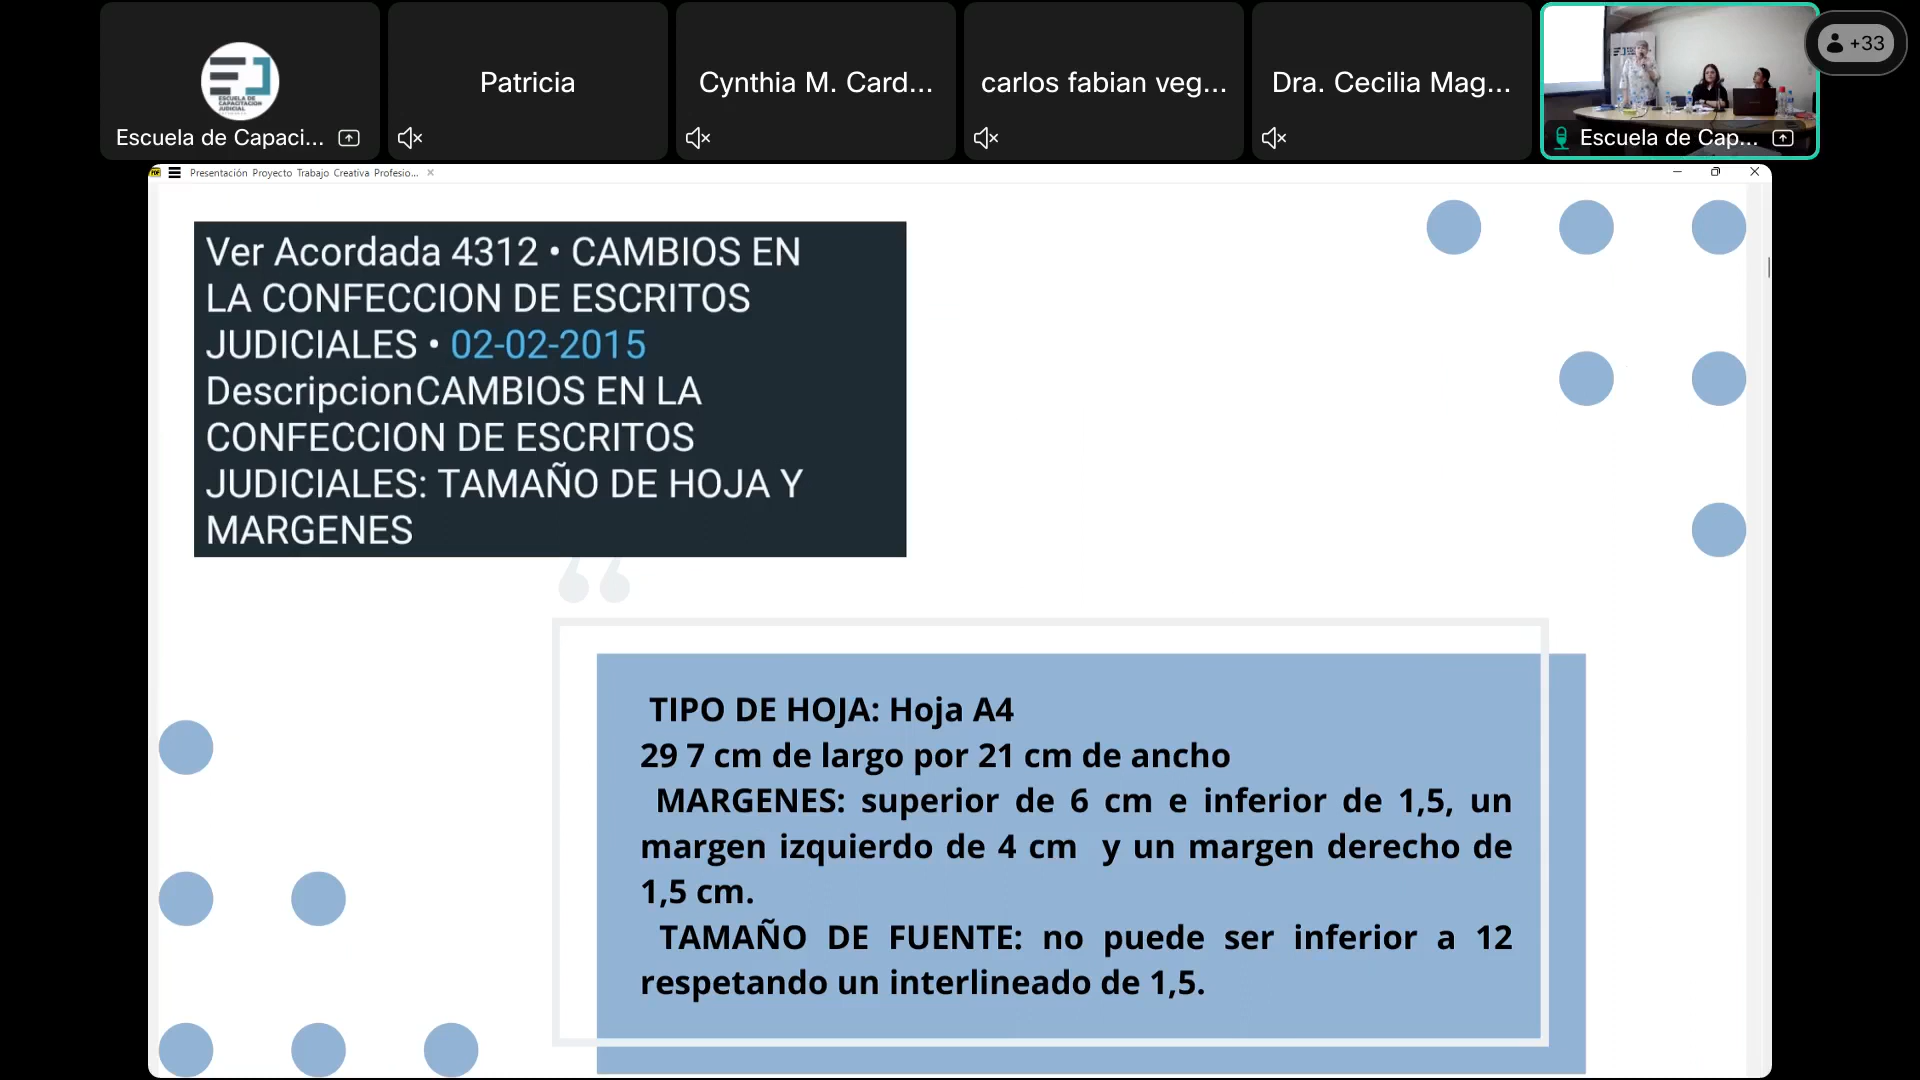 +33
Patricia
Cynthia M. Card...
carlos fabian veg...
Dra. Cecilia Mag...
ESCUELA DE
CAPACITACIÓN
JUDICIAL
Escuela de Capaci...
Escuela de Cap...
Presentación Proyecto Trabajo Creativa Profesio...
Ver Acordada 4312 • CAMBIOS EN
LA CONFECCION DE ESCRITOS
JUDICIALES • 02-02-2015
DescripcionCAMBIOS EN LA
CONFECCION DE ESCRITOS
JUDICIALES: TAMAÑO DE HOJA Y
MARGENES
“
TIPO DE HOJA: Hoja A4
29 7 cm de largo por 21 cm de ancho
MARGENES: superior de 6 cm e inferior de 1,5, un
margen izquierdo de 4 cm y un margen derecho de
1,5 cm.
TAMAÑO DE FUENTE: no puede ser inferior a 12
respetando un interlineado de 1,5.